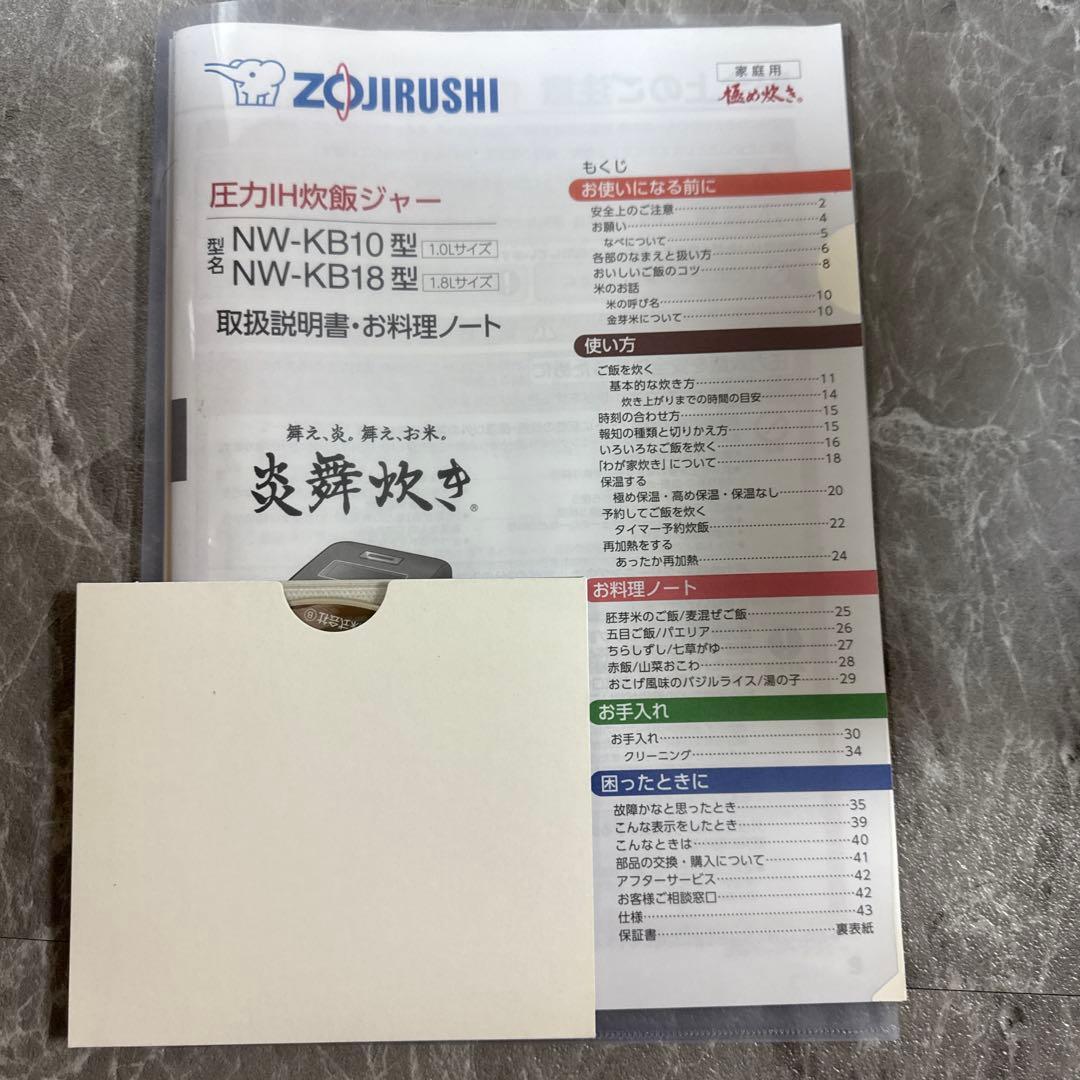 ZOJIRUSHI
家庭用
極め炊き。
圧力IH炊飯ジャー
型名
NW-KB10型 1.0Lサイズ
NW-KB18型 1.8Lサイズ
取扱説明書・お料理ノート
舞え、炎。舞え、お米。
炎舞炊き®
もくじ
お使いになる前に
安全上のご注意 2
お願い 4
なべについて 5
各部のなまえと扱い方 6
おいしいご飯のコツ 8
米のお話
米の呼び名 10
金芽米について 10
使い方
ご飯を炊く
基本的な炊き方 11
炊き上がりまでの時間の目安 14
時刻の合わせ方 15
報知の種類と切りかえ方 15
いろいろなご飯を炊く 16
「わが家炊き」について 18
保温する
極め保温・高め保温・保温なし 20
予約してご飯を炊く
タイマー予約炊飯 22
再加熱をする
あったか再加熱 24
お料理ノート
胚芽米のご飯/麦混ぜご飯 25
五目ご飯/パエリア 26
ちらしずし/七草がゆ 27
赤飯/山菜おこわ 28
おこげ風味のバジルライス/湯の子 29
お手入れ
お手入れ 30
クリーニング 34
困ったときに
故障かなと思ったとき 35
こんな表示をしたとき 39
こんなときは 40
部品の交換・購入について 41
アフターサービス 42
お客様ご相談窓口 42
仕様 43
保証書 裏表紙
式会社Ⓑ